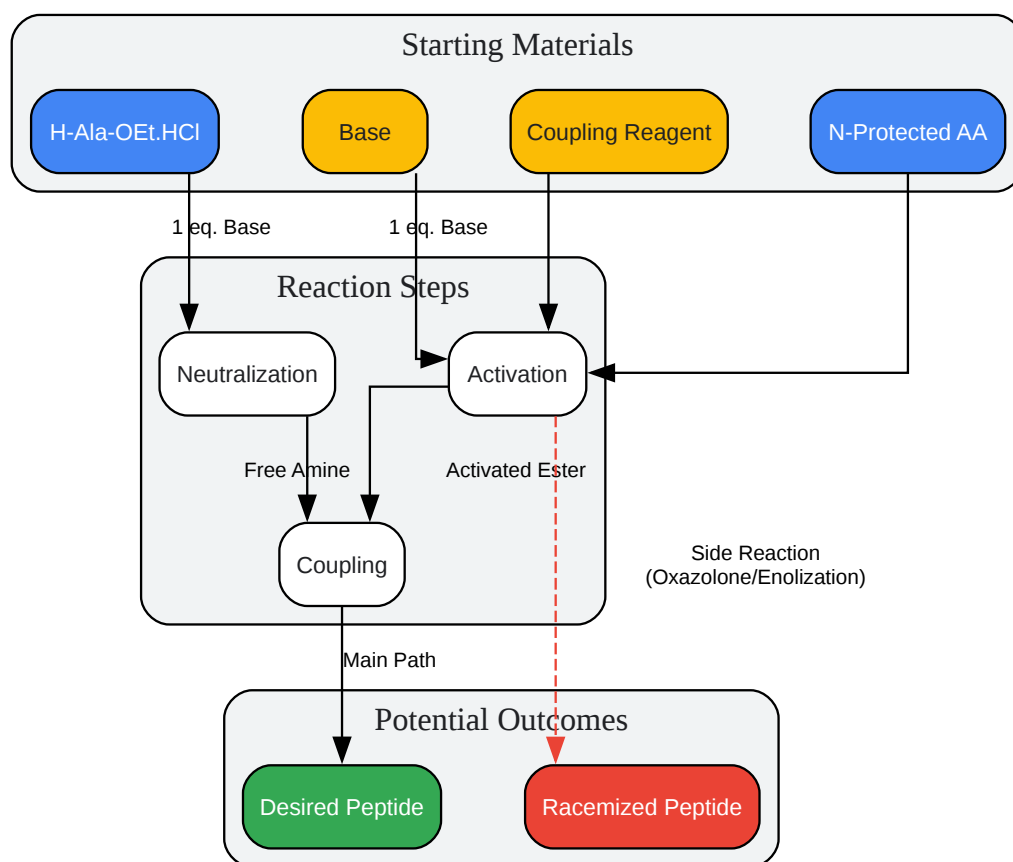 Starting Materials
H-Ala-OEt.HCl
Base
Coupling Reagent
N-Protected AA
1 eq. Base
1 eq. Base
Reaction Steps
Neutralization
Activation
Free Amine
Activated Ester
Coupling
Side Reaction
(Oxazolone/Enolization)
Main Path
Potential Outcomes
Desired Peptide
Racemized Peptide